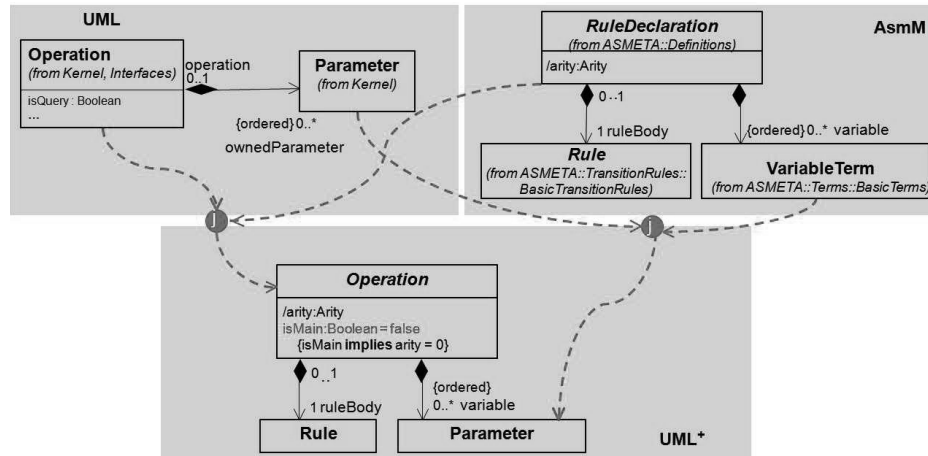 UML
Operation
(from Kernel, Interfaces)
isQuery : Boolean
...
operation
0..1
Parameter
(from Kernel)
{ordered} 0..*
ownedParameter
AsmM
RuleDeclaration
(from ASMETA::Definitions)
/arity:Arity
0..1
1 ruleBody
{ordered} 0..* variable
Rule
(from ASMETA::TransitionRules::
BasicTransitionRules)
VariableTerm
(from ASMETA::Terms::BasicTerms)
J
J
Operation
/arity:Arity
isMain:Boolean = false
{isMain implies arity = 0}
0..1
1 ruleBody
{ordered}
0..* variable
Rule
Parameter
UML+